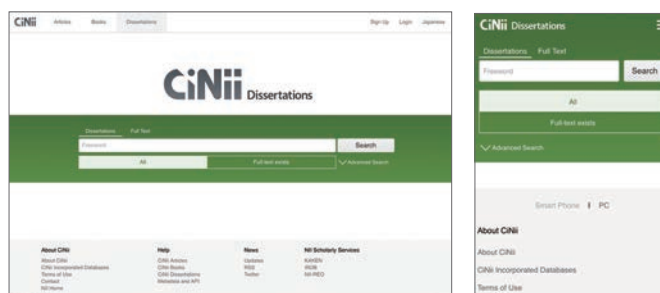 CiNii Articles Books Dissertations Sign Up Login Japanese
CiNii Dissertations
Dissertations Full Text
Freeword Search
All Full-text exists Advanced Search
About CiNii
About CiNii
CiNii Incorporated Databases
Terms of Use
Contact
NII Home
Help
CiNii Articles
CiNii Books
CiNii Dissertations
Metadata and API
News
Updates
RSS
Twitter
NII Scholarly Services
KAKEN
IRDB
NII-REO
CiNii Dissertations
Dissertations Full Text
Freeword Search
All
Full-text exists
Advanced Search
Smart Phone | PC
About CiNii
About CiNii
CiNii Incorporated Databases
Terms of Use